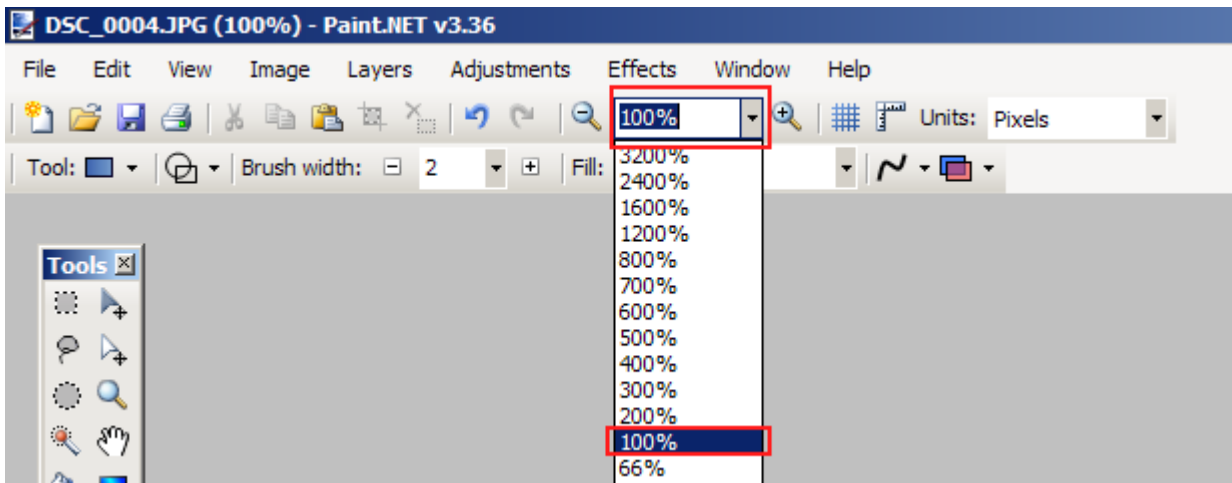 DSC_0004.JPG (100%) - Paint.NET v3.36
File Edit View Image Layers Adjustments Effects Window Help
100% Units: Pixels
Tool: Brush width: 2 Fill:
3200%
2400%
1600%
1200%
800%
700%
600%
500%
400%
300%
200%
100%
66%
Tools